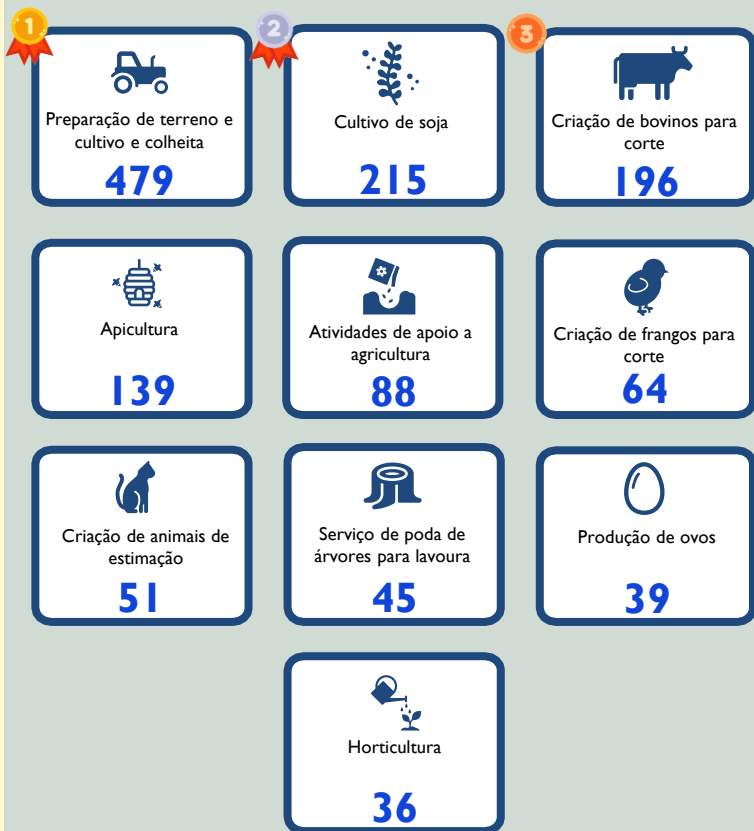 1
Preparação de terreno e
cultivo e colheita
479
2
Cultivo de soja
215
3
Criação de bovinos para
corte
196
Apicultura
139
Atividades de apoio a
agricultura
88
Criação de frangos para
corte
64
Criação de animais de
estimação
51
Serviço de poda de
árvores para lavoura
45
Produção de ovos
39
Horticultura
36